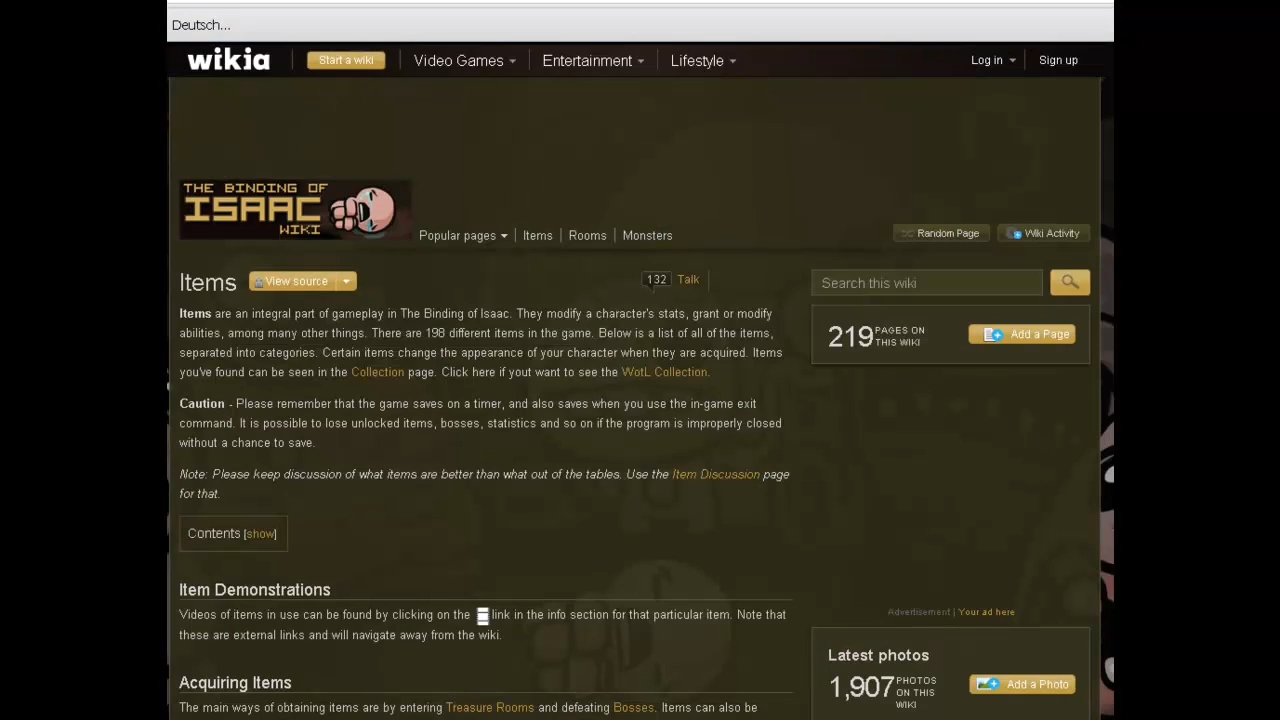 Deutsch...
wikia Start a wiki Video Games Entertainment Lifestyle Log in Sign up
THE BINDING OF
ISAAC
WIKI
Popular pages Items Rooms Monsters Random Page Wiki Activity
Items View source 132 Talk Search this wiki
Items are an integral part of gameplay in The Binding of Isaac. They modify a character's stats, grant or modify
abilities, among many other things. There are 198 different items in the game. Below is a list of all of the items,
separated into categories. Certain items change the appearance of your character when they are acquired. Items
you've found can be seen in the Collection page. Click here if yout want to see the WotL Collection.
219 PAGES ON
THIS WIKI
Add a Page
Caution - Please remember that the game saves on a timer, and also saves when you use the in-game exit
command. It is possible to lose unlocked items, bosses, statistics and so on if the program is improperly closed
without a chance to save.
Note: Please keep discussion of what items are better than what out of the tables. Use the Item Discussion page
for that.
Contents [show]
Item Demonstrations
Videos of items in use can be found by clicking on the link in the info section for that particular item. Note that
these are external links and will navigate away from the wiki.
Acquiring Items
The main ways of obtaining items are by entering Treasure Rooms and defeating Bosses. Items can also be
Advertisement | Your ad here
Latest photos
1,907 PHOTOS
ON THIS
WIKI
Add a Photo